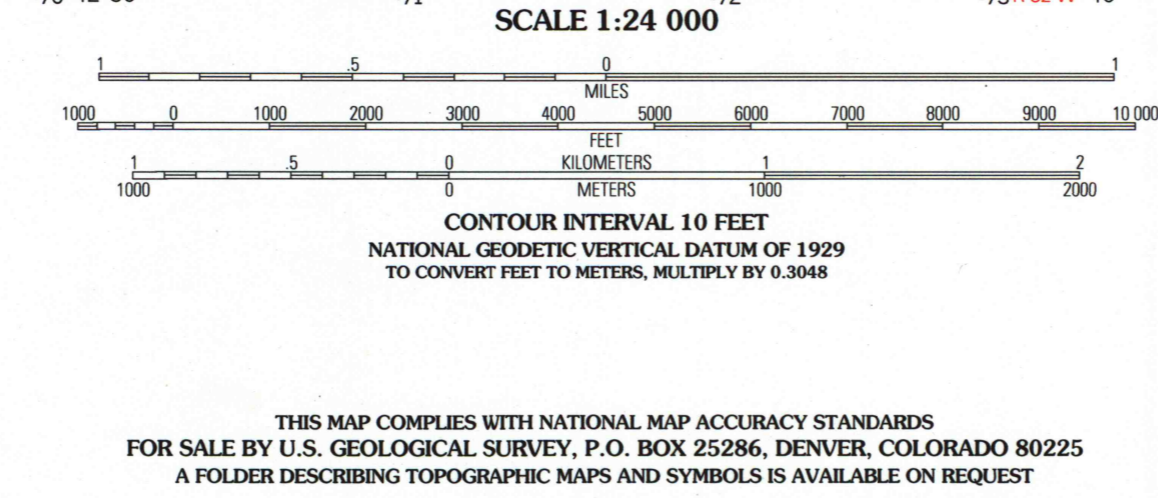 SCALE 1:24 000
1 .5 0 1
MILES
1000 0 1000 2000 3000 4000 5000 6000 7000 8000 9000 10 000
FEET
1 .5 0 KILOMETERS 1 2
1000 0 METERS 1000 2000
CONTOUR INTERVAL 10 FEET
NATIONAL GEODETIC VERTICAL DATUM OF 1929
TO CONVERT FEET TO METERS, MULTIPLY BY 0.3048
THIS MAP COMPLIES WITH NATIONAL MAP ACCURACY STANDARDS
FOR SALE BY U.S. GEOLOGICAL SURVEY, P.O. BOX 25286, DENVER, COLORADO 80225
A FOLDER DESCRIBING TOPOGRAPHIC MAPS AND SYMBOLS IS AVAILABLE ON REQUEST